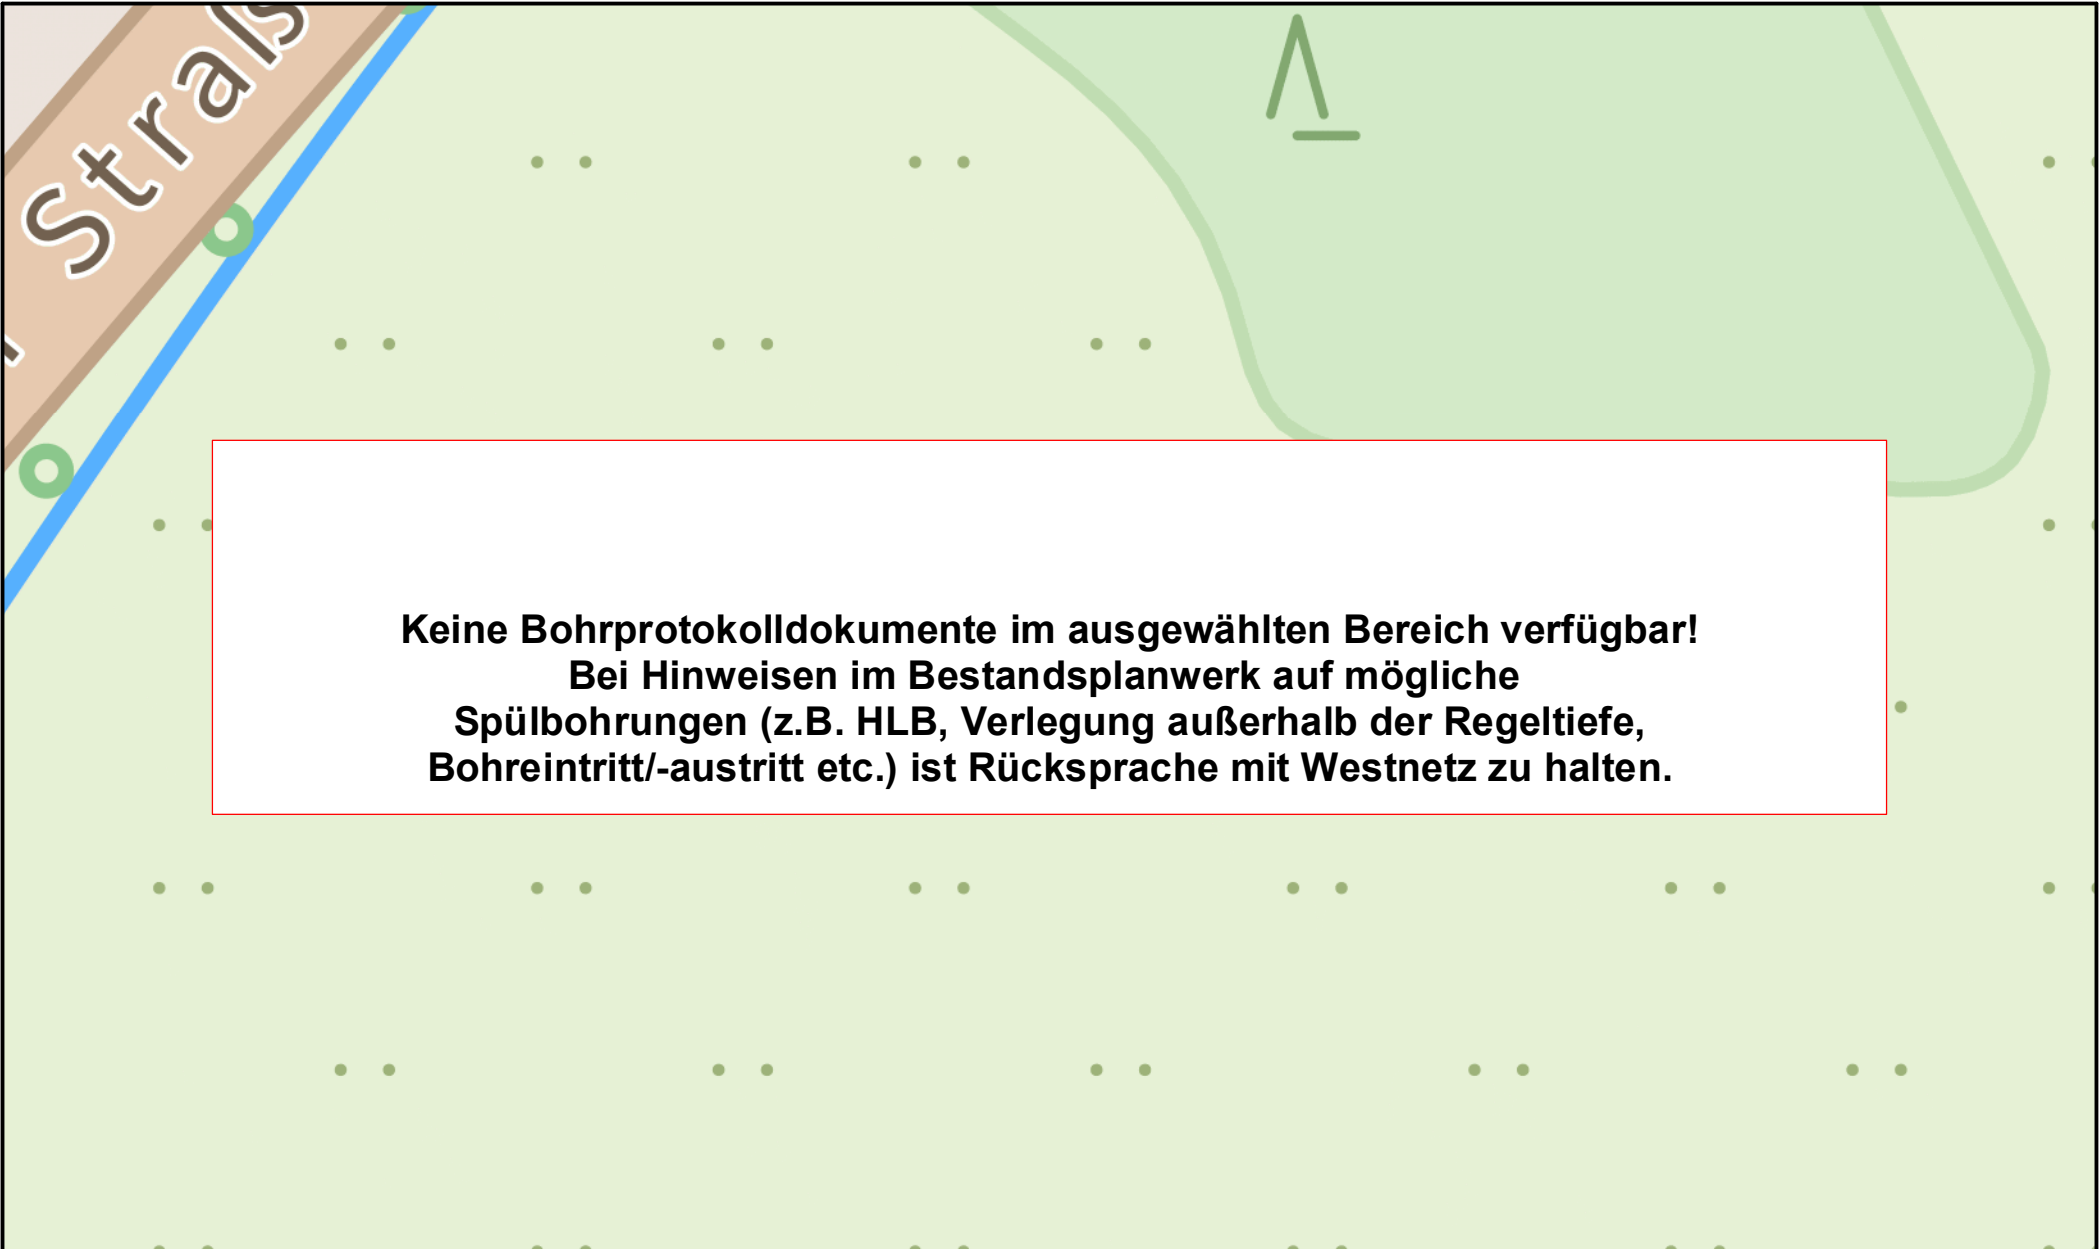 Straß
Keine Bohrprotokolldokumente im ausgewählten Bereich verfügbar!
Bei Hinweisen im Bestandsplanwerk auf mögliche
Spülbohrungen (z.B. HLB, Verlegung außerhalb der Regeltiefe,
Bohreintritt/-austritt etc.) ist Rücksprache mit Westnetz zu halten.